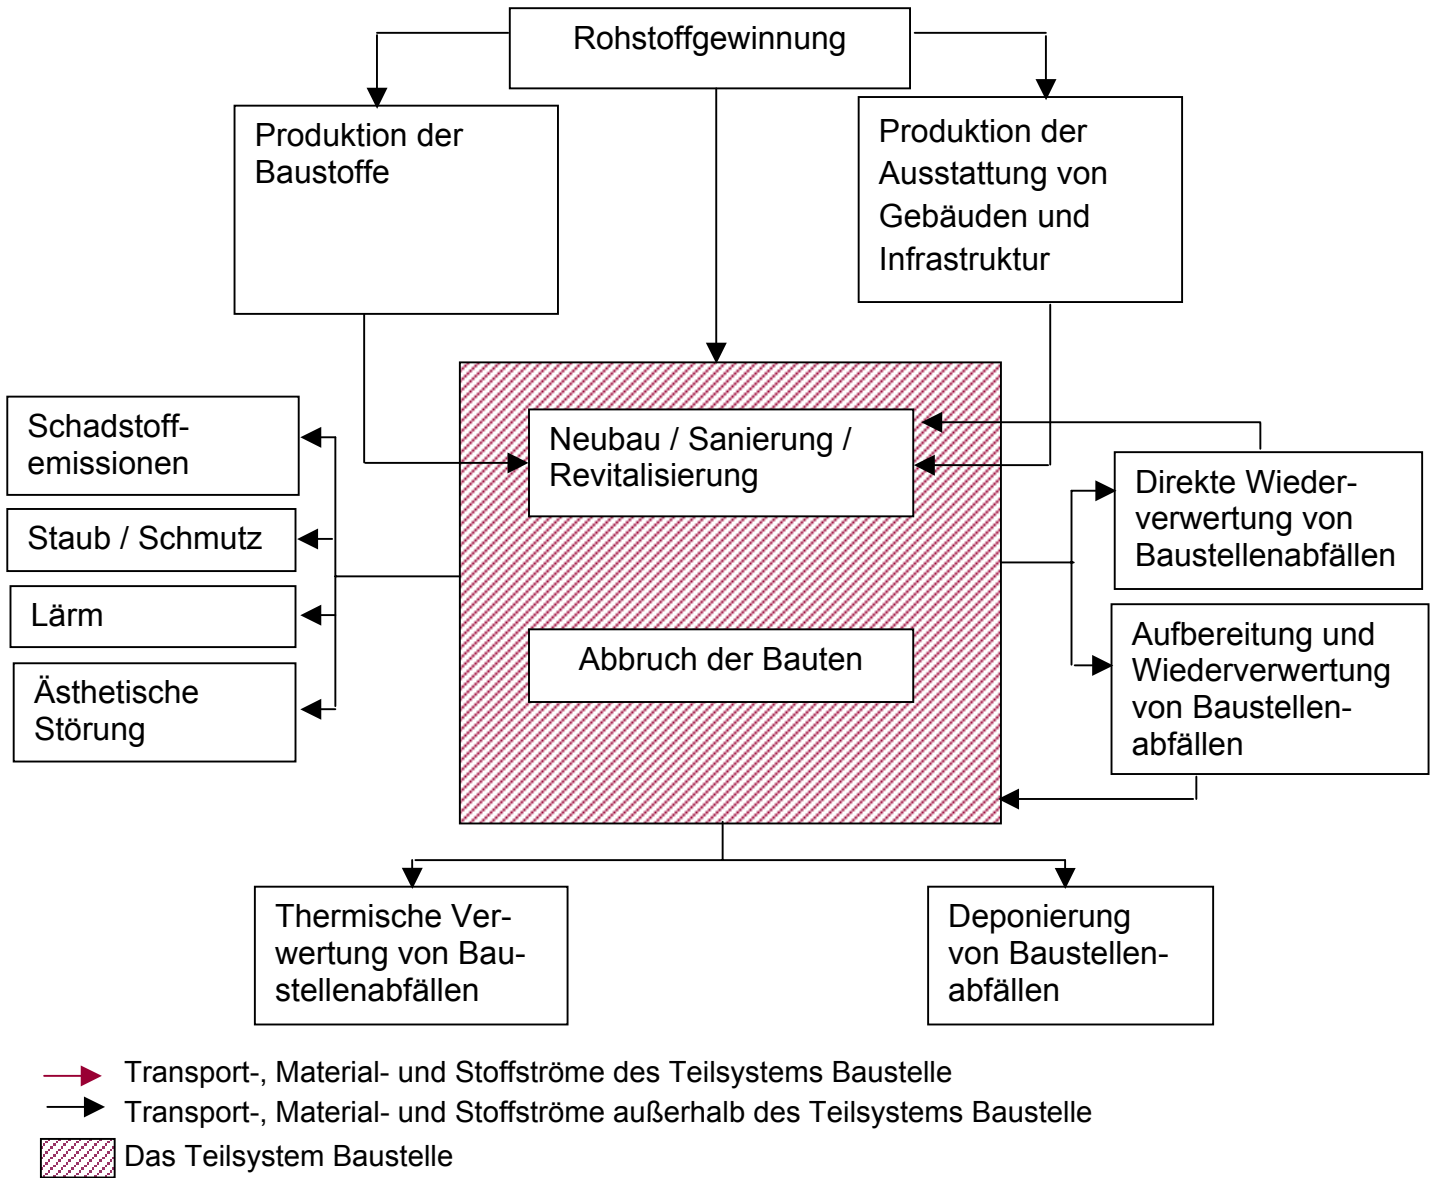 Rohstoffgewinnung
Produktion der
Baustoffe
Produktion der
Ausstattung von
Gebäuden und
Infrastruktur
Schadstoff-
emissionen
Staub / Schmutz
Lärm
Ästhetische
Störung
Neubau / Sanierung /
Revitalisierung
Abbruch der Bauten
Direkte Wieder-
verwertung von
Baustellenabfällen
Aufbereitung und
Wiederverwertung
von Baustellen-
abfällen
Thermische Ver-
wertung von Bau-
stellenabfällen
Deponierung
von Baustellen-
abfällen
Transport-, Material- und Stoffströme des Teilsystems Baustelle
Transport-, Material- und Stoffströme außerhalb des Teilsystems Baustelle
Das Teilsystem Baustelle